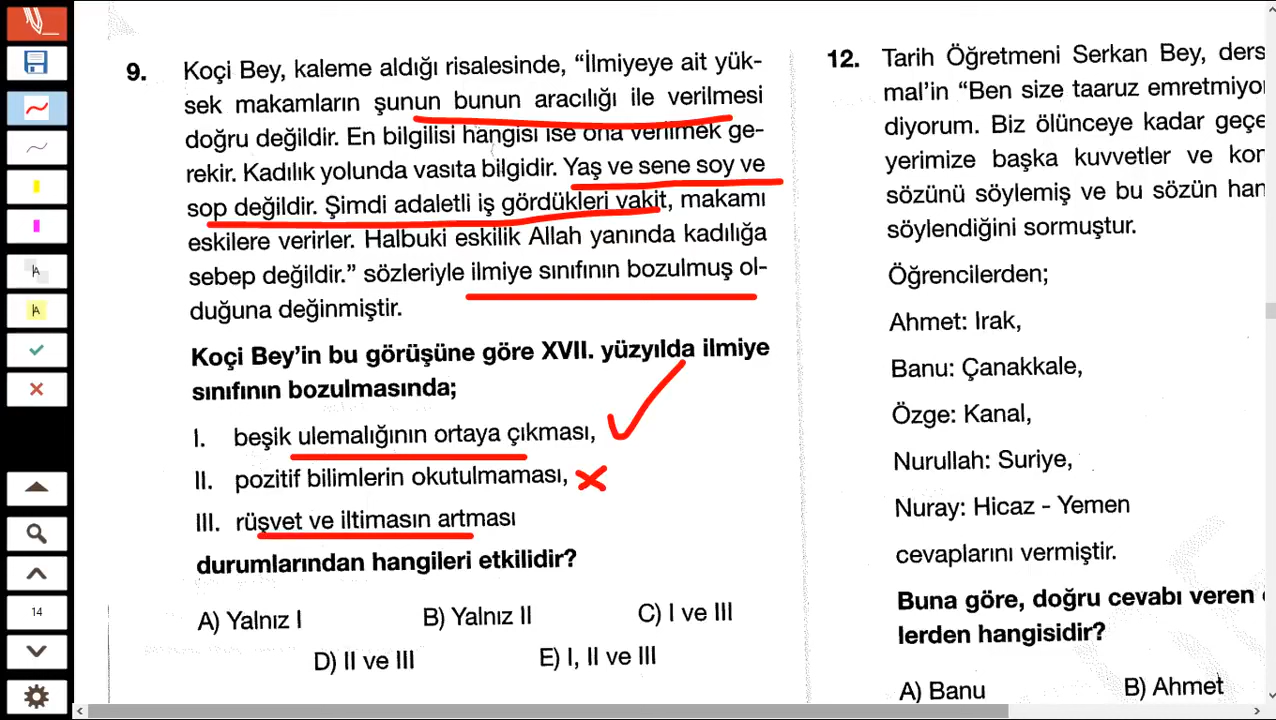 9.
Koçi Bey, kaleme aldığı risalesinde, “İlmiyeye ait yük-
sek makamların şunun bunun aracılığı ile verilmesi
doğru değildir. En bilgilisi hangisi ise ona verilmek ge-
rekir. Kadılık yolunda vasıta bilgidir. Yaş ve sene soy ve
sop değildir. Şimdi adaletli iş gördükleri vakit, makamı
eskilere verirler. Halbuki eskilik Allah yanında kadılığa
sebep değildir.” sözleriyle ilmiye sınıfının bozulmuş ol-
duğuna değinmiştir.
Koçi Bey’in bu görüşüne göre XVII. yüzyılda ilmiye
sınıfının bozulmasında;
I. beşik ulemalığının ortaya çıkması,
II. pozitif bilimlerin okutulmaması,
III. rüşvet ve iltimasın artması
durumlarından hangileri etkilidir?
A) Yalnız I B) Yalnız II C) I ve III
D) II ve III E) I, II ve III
12.
Tarih Öğretmeni Serkan Bey, ders
mal’in “Ben size taaruz emretmiyo
diyorum. Biz ölünceye kadar geçe
yerimize başka kuvvetler ve kor
sözünü söylemiş ve bu sözün han
söylendiğini sormuştur.
Öğrencilerden;
Ahmet: Irak,
Banu: Çanakkale,
Özge: Kanal,
Nurullah: Suriye,
Nuray: Hicaz - Yemen
cevaplarını vermiştir.
Buna göre, doğru cevabı veren
lerden hangisidir?
A) Banu B) Ahmet
A
A
14